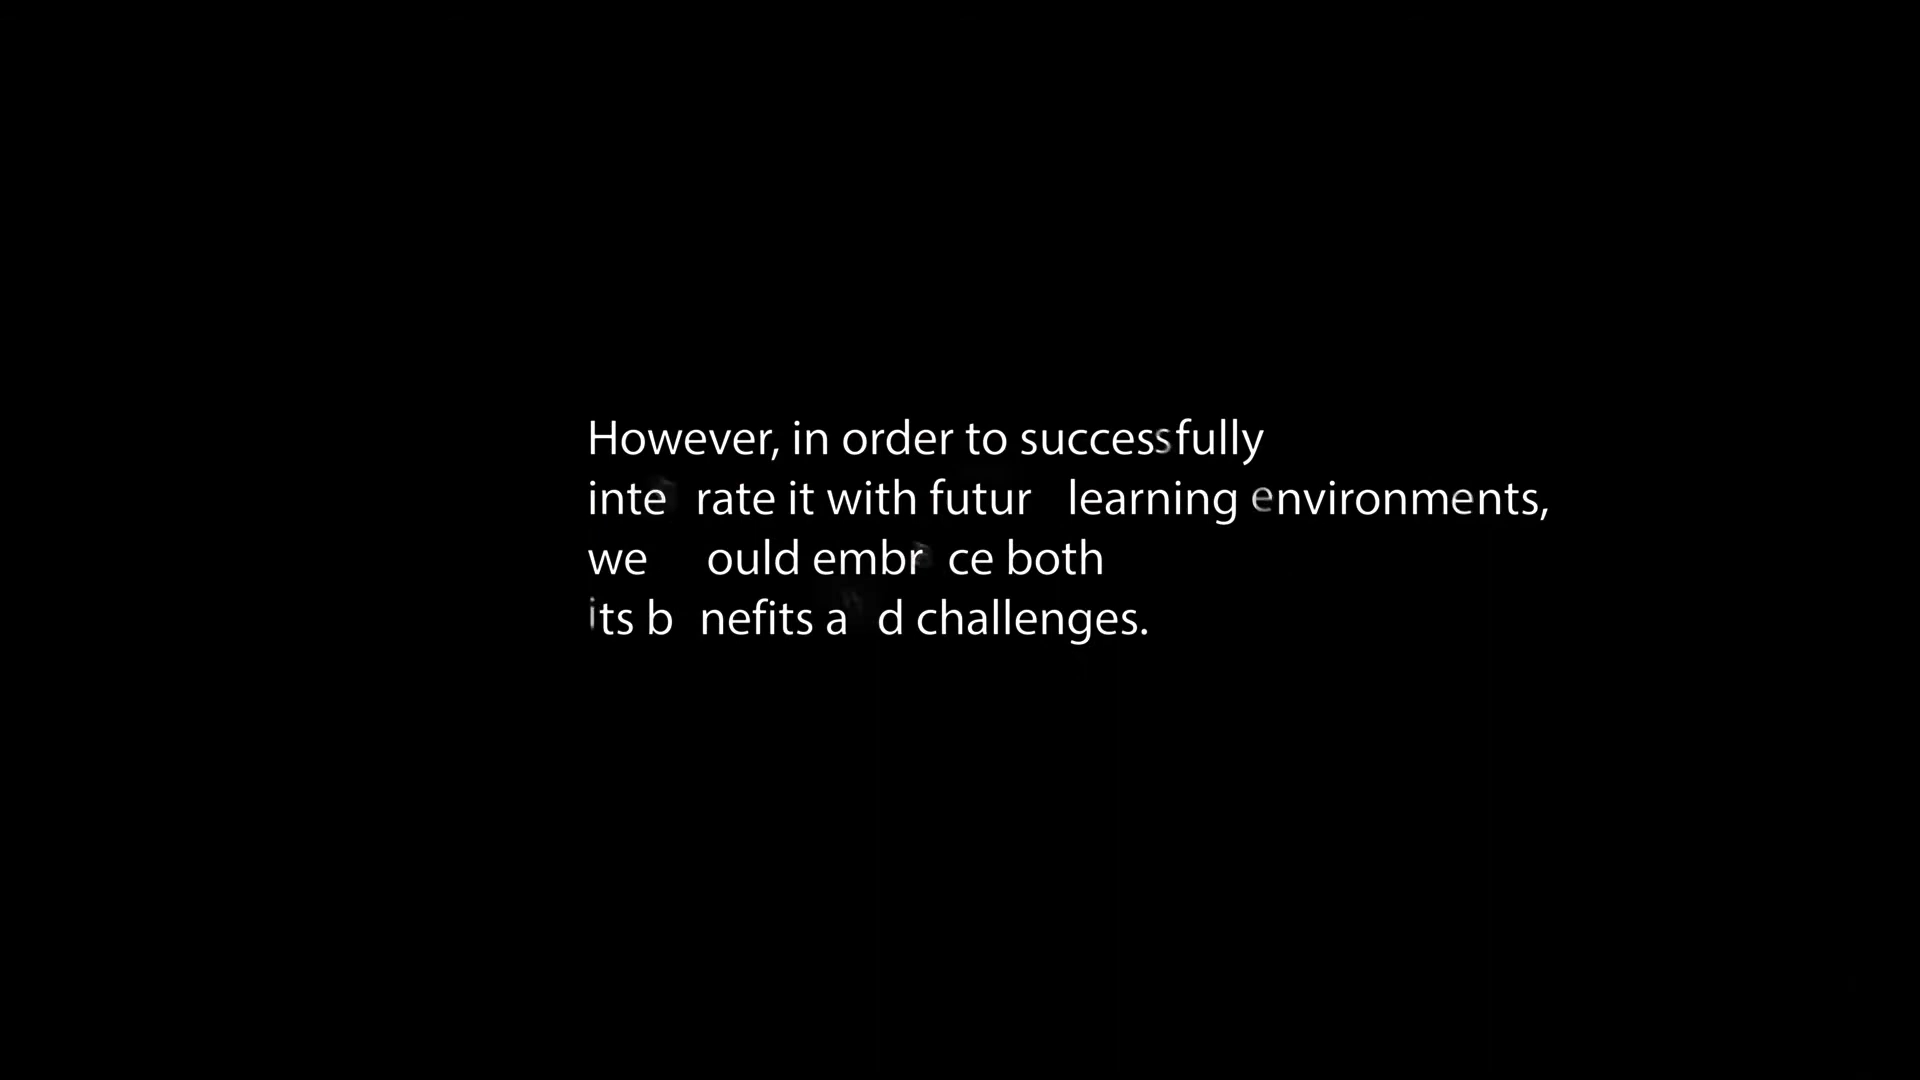 However, in order to successfully
inte rate it with futur learning environments,
we ould embr ce both
its b nefits a d challenges.